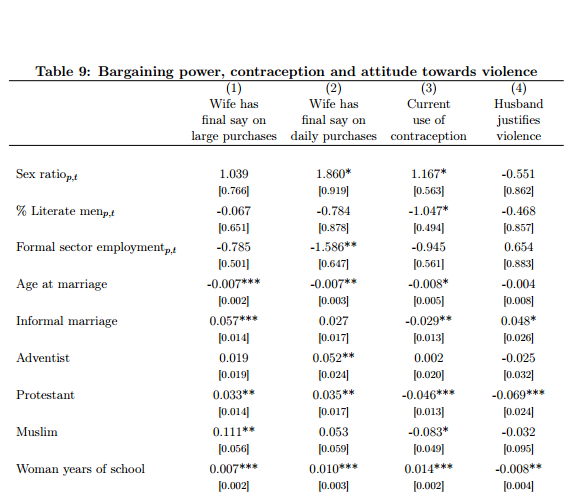 Table 9: Bargaining power, contraception and attitude towards violence
(1) (2) (3) (4)
Wife has Wife has Current Husband
final say on final say on use of justifies
large purchases daily purchases contraception violence
Sex ratiop,t 1.039 1.860* 1.167* -0.551
[0.766] [0.919] [0.563] [0.862]
% Literate menp,t -0.067 -0.784 -1.047* -0.468
[0.651] [0.878] [0.494] [0.857]
Formal sector employmentp,t -0.785 -1.586** -0.945 0.654
[0.501] [0.647] [0.561] [0.883]
Age at marriage -0.007*** -0.007** -0.008* -0.004
[0.002] [0.003] [0.005] [0.008]
Informal marriage 0.057*** 0.027 -0.029** 0.048*
[0.014] [0.017] [0.013] [0.026]
Adventist 0.019 0.052** 0.002 -0.025
[0.019] [0.024] [0.020] [0.032]
Protestant 0.033** 0.035** -0.046*** -0.069***
[0.014] [0.017] [0.013] [0.024]
Muslim 0.111** 0.053 -0.083* -0.032
[0.056] [0.059] [0.049] [0.095]
Woman years of school 0.007*** 0.010*** 0.014*** -0.008**
[0.002] [0.003] [0.002] [0.004]